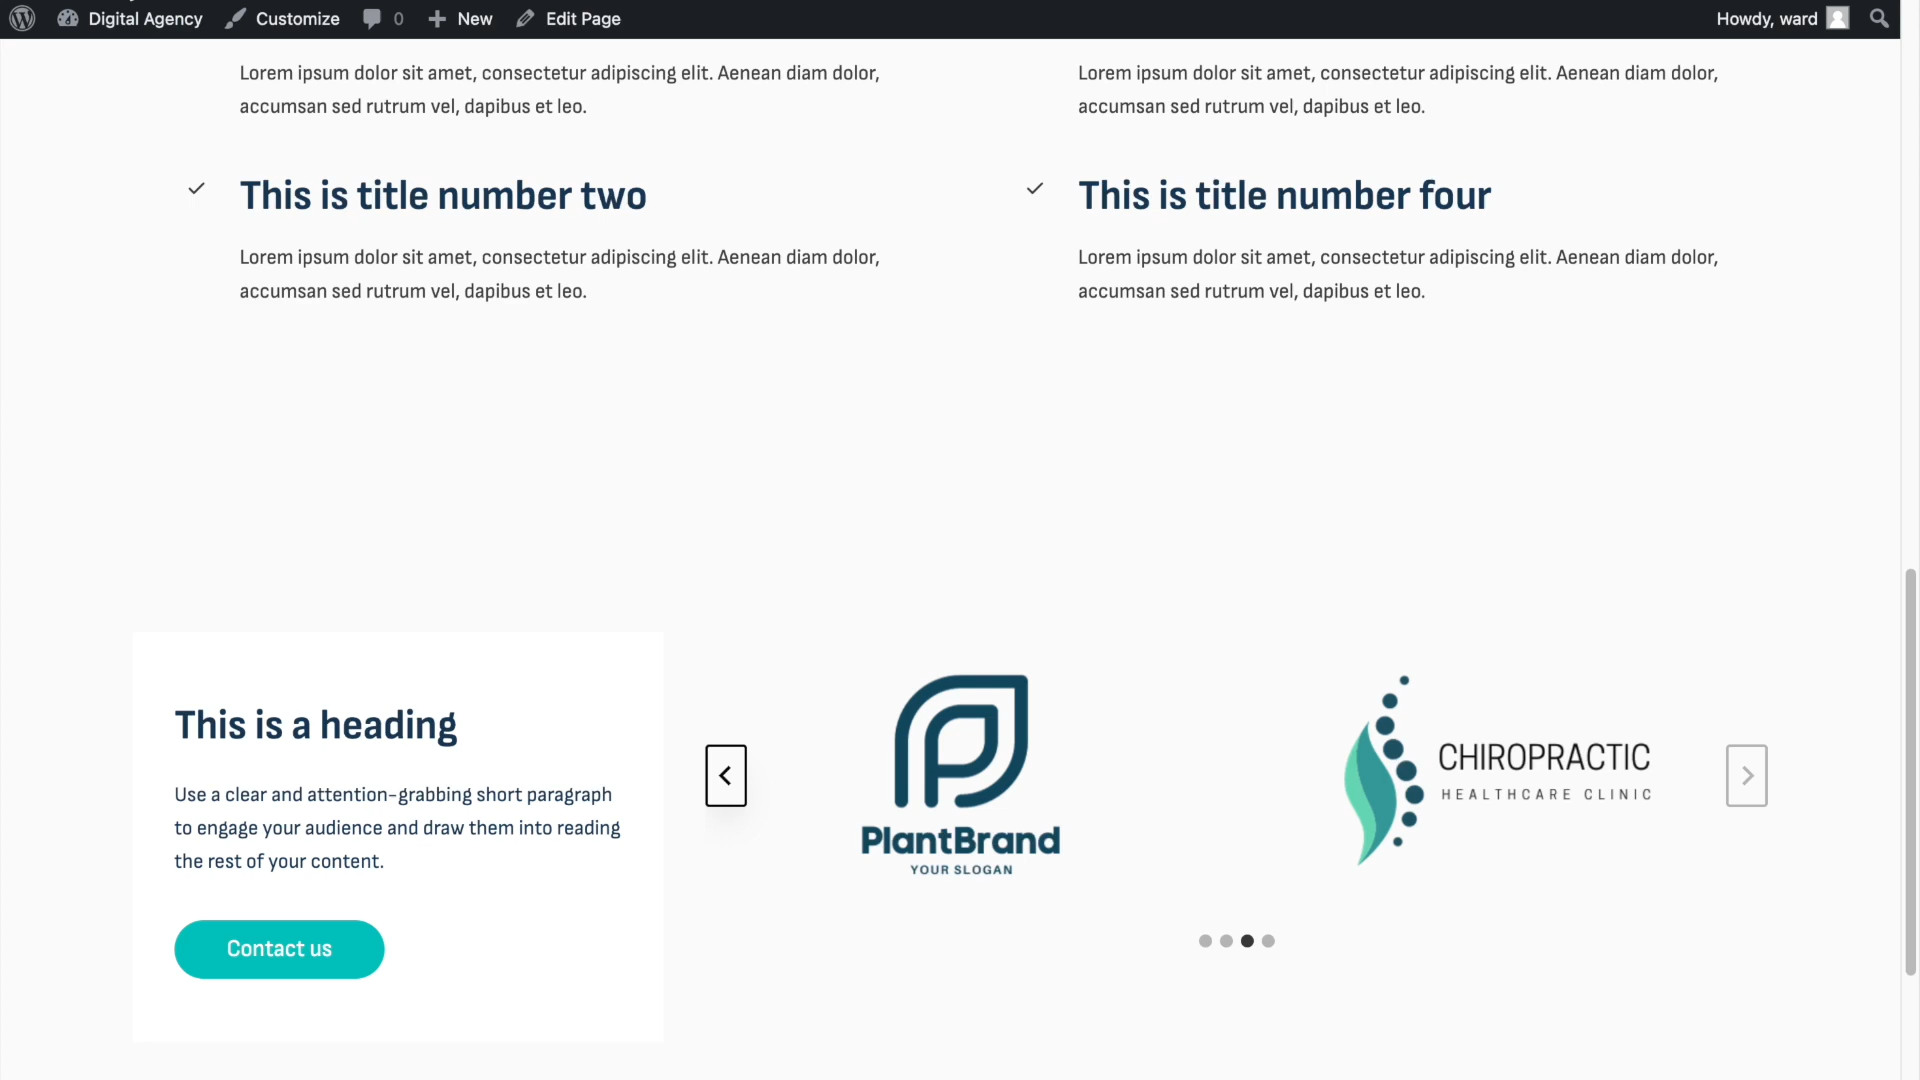 Digital Agency
Customize
0
New
Edit Page
Howdy, ward
Lorem ipsum dolor sit amet, consectetur adipiscing elit. Aenean diam dolor,
accumsan sed rutrum vel, dapibus et leo.
Lorem ipsum dolor sit amet, consectetur adipiscing elit. Aenean diam dolor,
accumsan sed rutrum vel, dapibus et leo.
This is title number two
Lorem ipsum dolor sit amet, consectetur adipiscing elit. Aenean diam dolor,
accumsan sed rutrum vel, dapibus et leo.
This is title number four
Lorem ipsum dolor sit amet, consectetur adipiscing elit. Aenean diam dolor,
accumsan sed rutrum vel, dapibus et leo.
This is a heading
Use a clear and attention-grabbing short paragraph
to engage your audience and draw them into reading
the rest of your content.
Contact us
PlantBrand
YOUR SLOGAN
CHIROPRACTIC
HEALTHCARE CLINIC